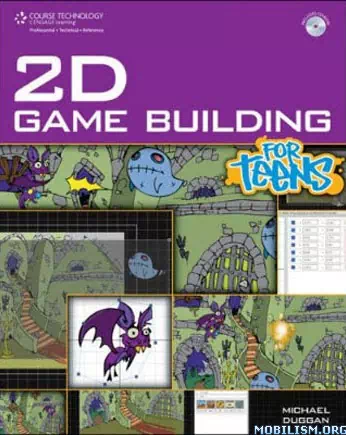 COURSE TECHNOLOGY
CENGAGE Learning
Professional • Technical • Reference
2D
GAME BUILDING
FOR
TEENS
MICHAEL
DUGGAN
MOBILISM.ORG